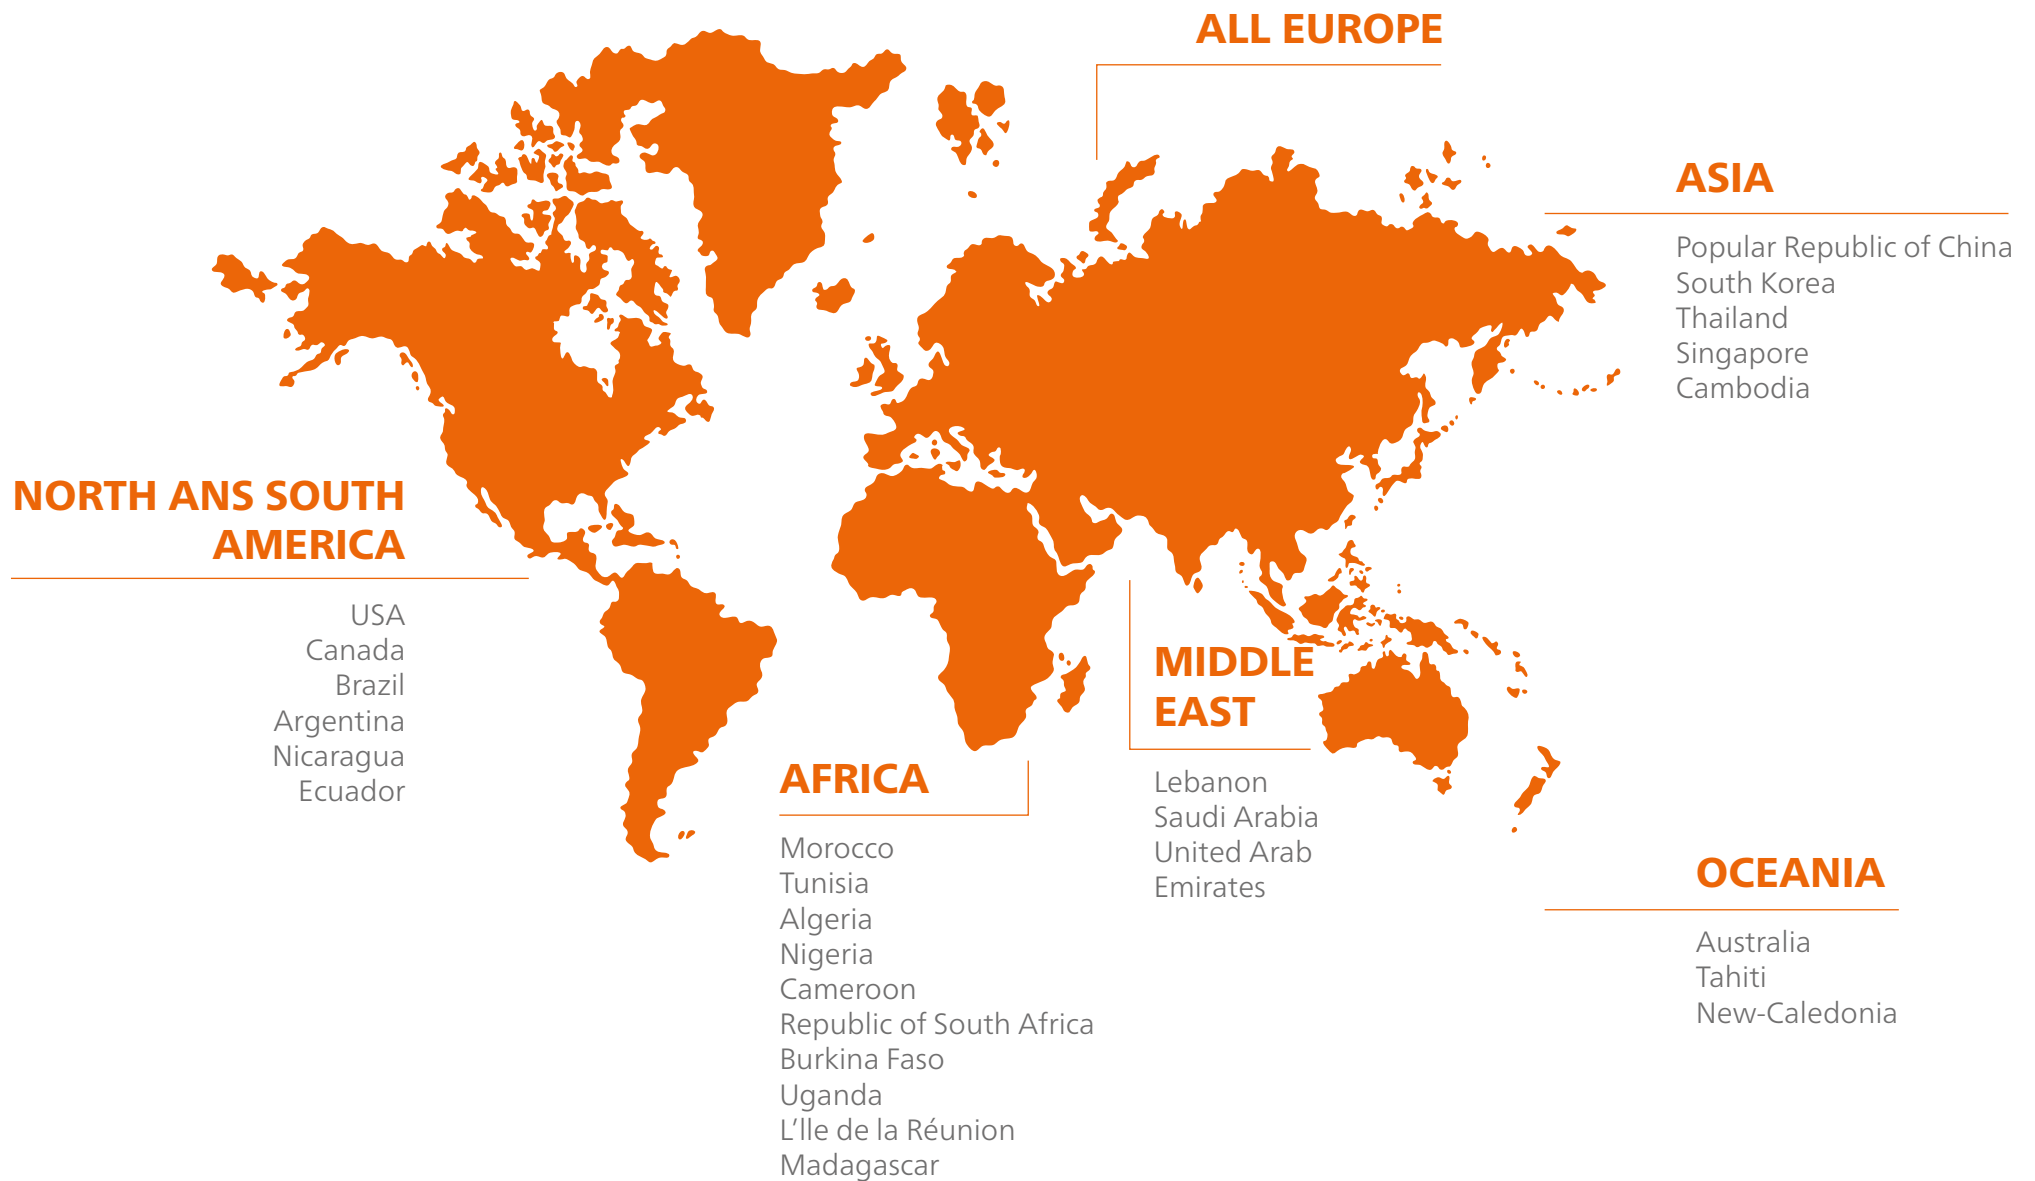 ALL EUROPE
ASIA
Popular Republic of China
South Korea
Thailand
Singapore
Cambodia
NORTH ANS SOUTH
AMERICA
USA
Canada
Brazil
Argentina
Nicaragua
Ecuador
MIDDLE
EAST
Lebanon
Saudi Arabia
United Arab
Emirates
AFRICA
Morocco
Tunisia
Algeria
Nigeria
Cameroon
Republic of South Africa
Burkina Faso
Uganda
L’Ile de la Réunion
Madagascar
OCEANIA
Australia
Tahiti
New-Caledonia